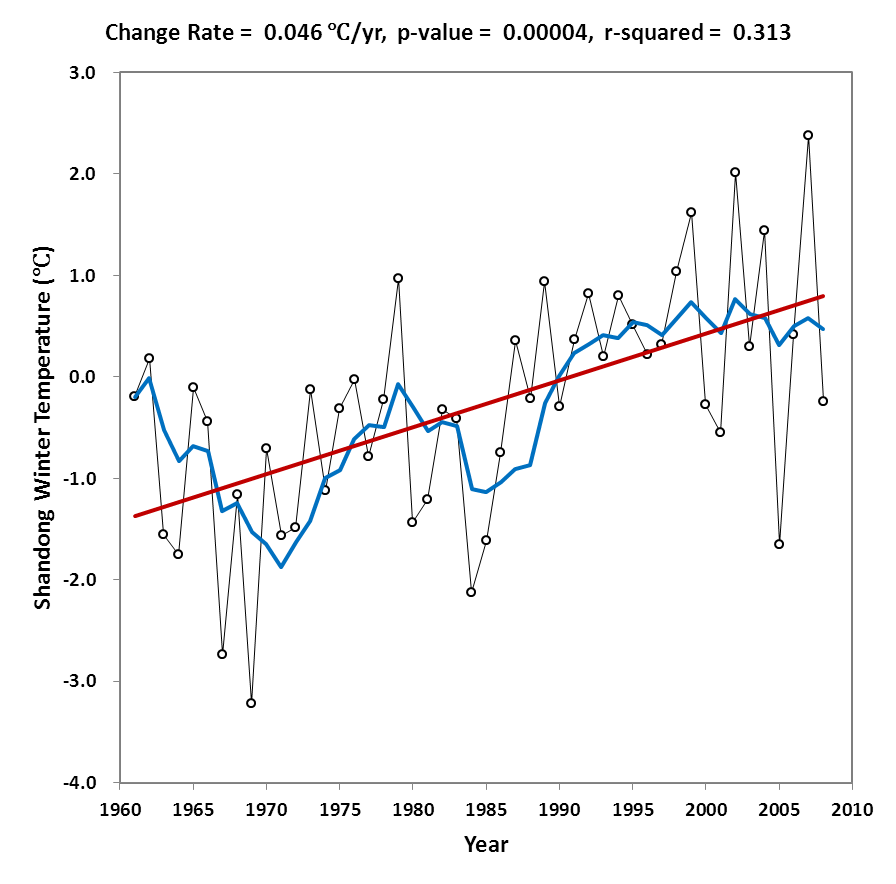 Change Rate = 0.046 ℃/yr, p-value = 0.00004, r-squared = 0.313
3.0
2.0
1.0
0.0
-1.0
-2.0
-3.0
-4.0
Shandong Winter Temperature (℃)
1960 1965 1970 1975 1980 1985 1990 1995 2000 2005 2010
Year